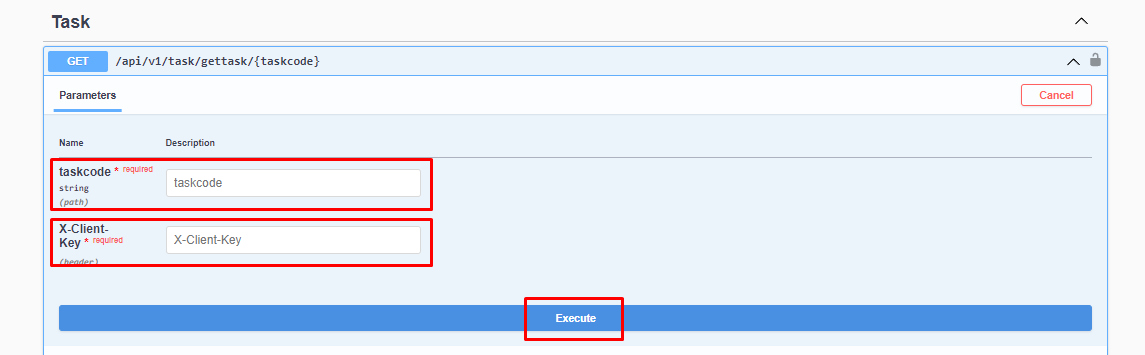 Task
GET /api/v1/task/gettask/{taskcode}
Parameters
Cancel
Name Description
taskcode * required
string
(path)
taskcode
X-Client-
Key * required
(header)
X-Client-Key
Execute